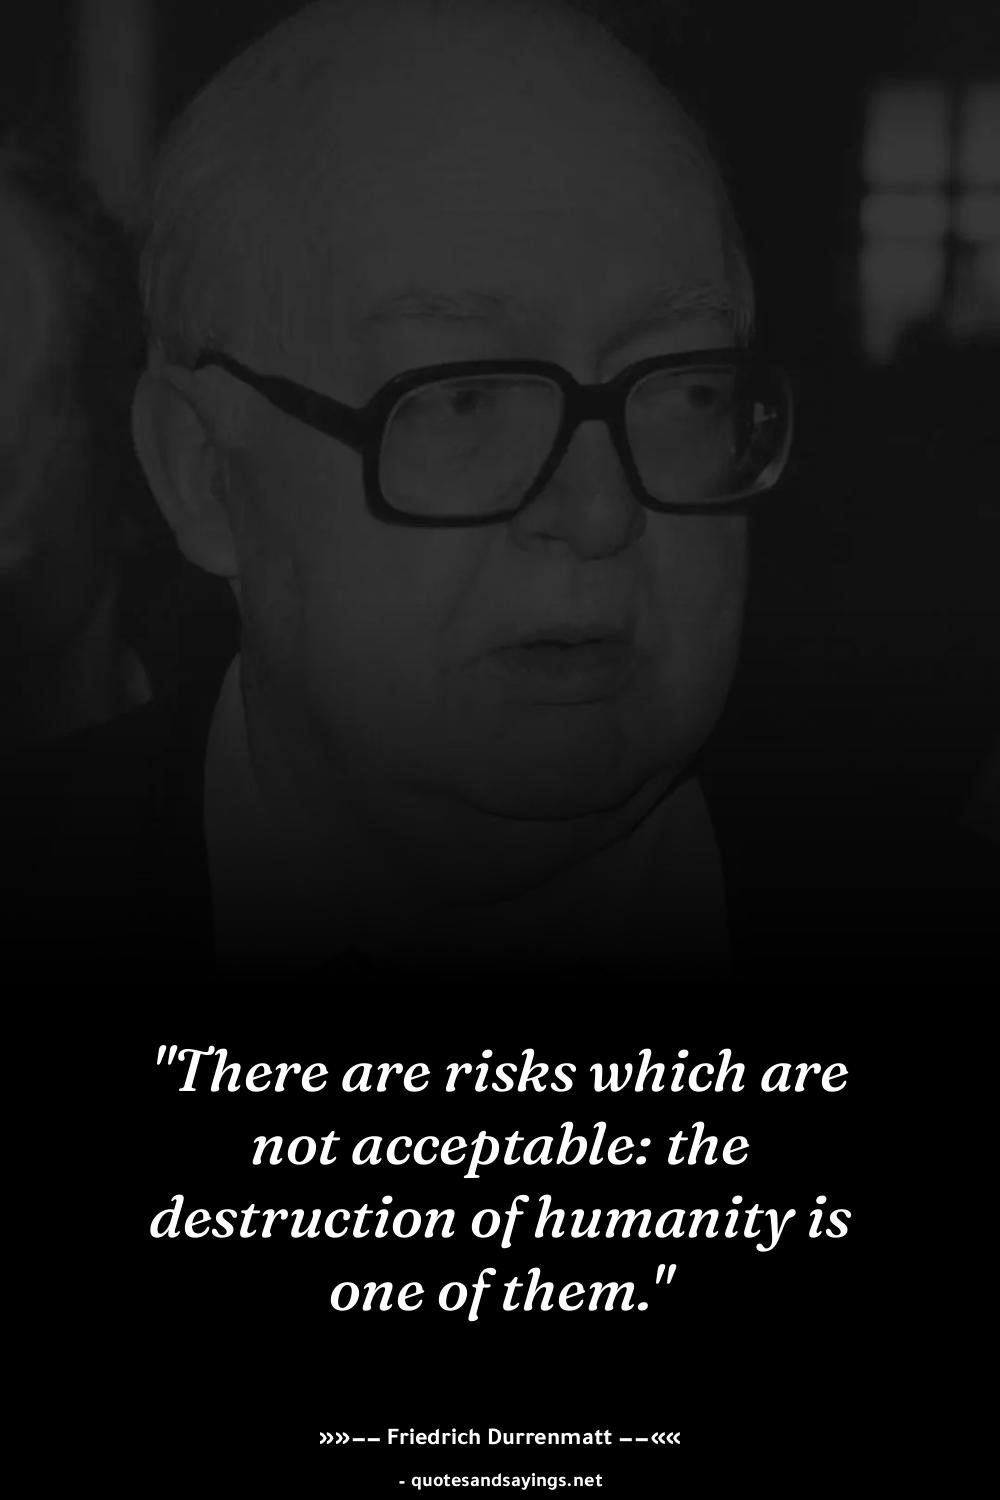 "There are risks which are
not acceptable: the
destruction of humanity is
one of them."
»»−− Friedrich Durrenmatt −−««
- quotesandsayings.net